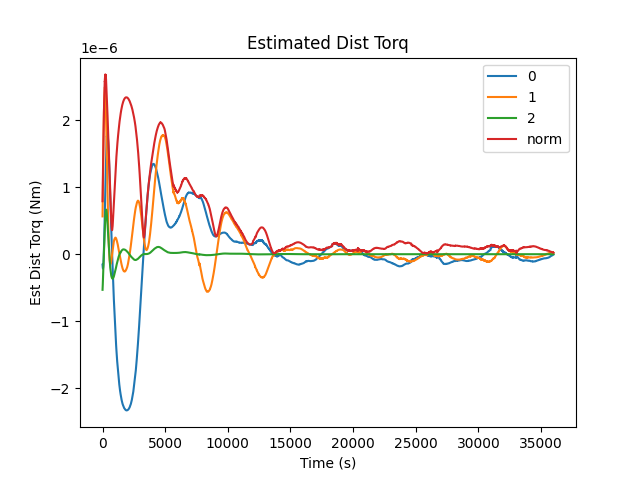 Estimated Dist Torq
1e−6
2
1
0
−1
−2
Est Dist Torq (Nm)
0
1
2
norm
0 5000 10000 15000 20000 25000 30000 35000
Time (s)